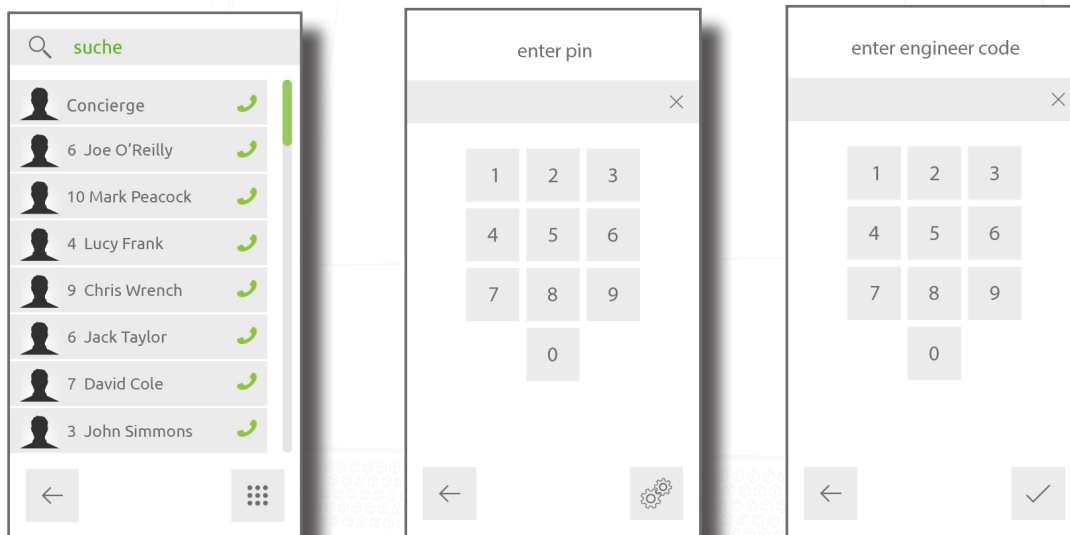 suche
Concierge
6 Joe O'Reilly
10 Mark Peacock
4 Lucy Frank
9 Chris Wrench
6 Jack Taylor
7 David Cole
3 John Simmons
enter pin
1 2 3
4 5 6
7 8 9
0
enter engineer code
1 2 3
4 5 6
7 8 9
0